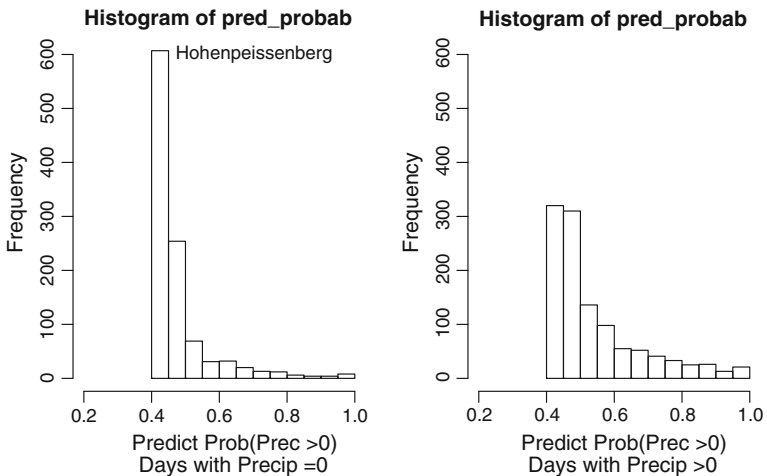 Histogram of pred_probab
Hohenpeissenberg
Frequency
600
500
400
300
200
100
0
0.2 0.4 0.6 0.8 1.0
Predict Prob(Prec >0)
Days with Precip =0
Histogram of pred_probab
Frequency
600
500
400
300
200
100
0
0.2 0.4 0.6 0.8 1.0
Predict Prob(Prec >0)
Days with Precip >0